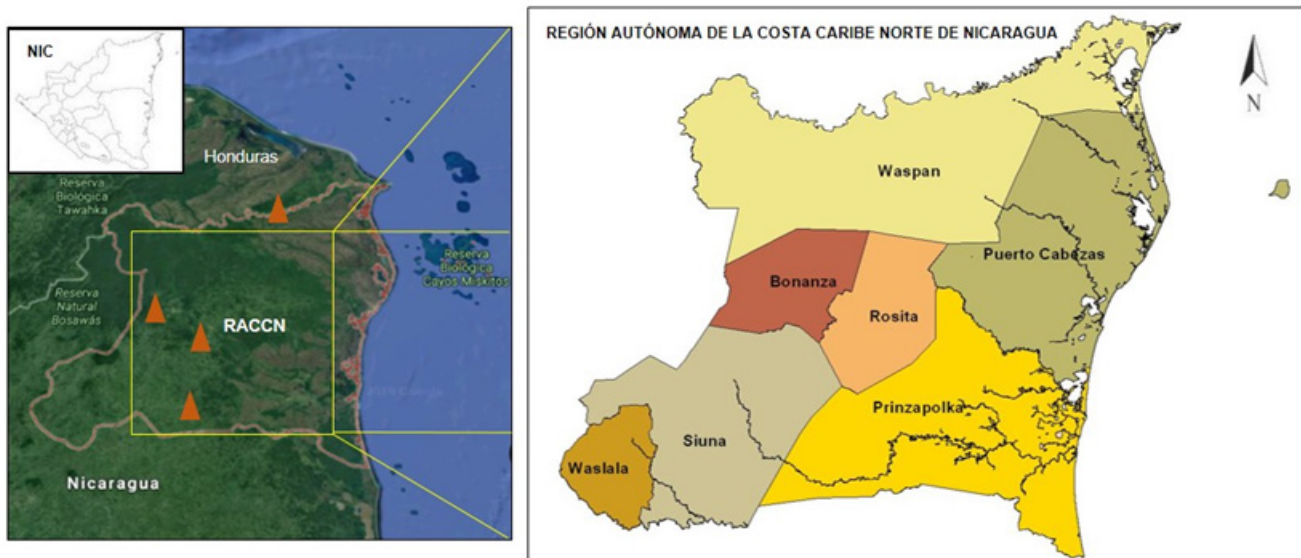 NIC
Honduras
Reserva
Biológica
Tawahka
Reserva
Natural
Bosawás
RACCN
Reserva
Biológica
Cayos Miskitos
Nicaragua
REGIÓN AUTÓNOMA DE LA COSTA CARIBE NORTE DE NICARAGUA
N
Waspan
Puerto Cabezas
Bonanza
Rosita
Prinzapolka
Siuna
Waslala